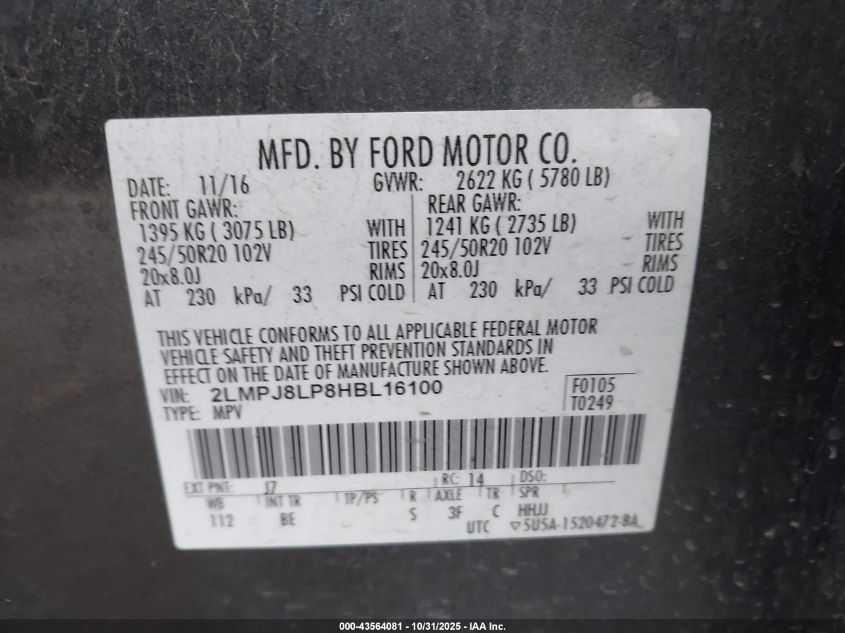 MFD. BY FORD MOTOR CO.
DATE: 11/16 GVWR: 2622 KG ( 5780 LB)
FRONT GAWR: REAR GAWR:
1395 KG ( 3075 LB) WITH 1241 KG ( 2735 LB) WITH
245/50R20 102V TIRES 245/50R20 102V TIRES
20x8.0J RIMS 20x8.0J RIMS
AT 230 kPa/ 33 PSI COLD AT 230 kPa/ 33 PSI COLD
THIS VEHICLE CONFORMS TO ALL APPLICABLE FEDERAL MOTOR
VEHICLE SAFETY AND THEFT PREVENTION STANDARDS IN
EFFECT ON THE DATE OF MANUFACTURE SHOWN ABOVE.
VIN: 2LMPJ8LP8HBL16100 F0105
TYPE: MPV T0249
EXT PNT: J7 RC: 14 DSO:
WB INT TR TP/PS R AXLE TR SPR
112 BE S 3F C HHJJ
UTC ▽5U5A-1520472-BA
000-43564081 - 10/31/2025 - IAA Inc.